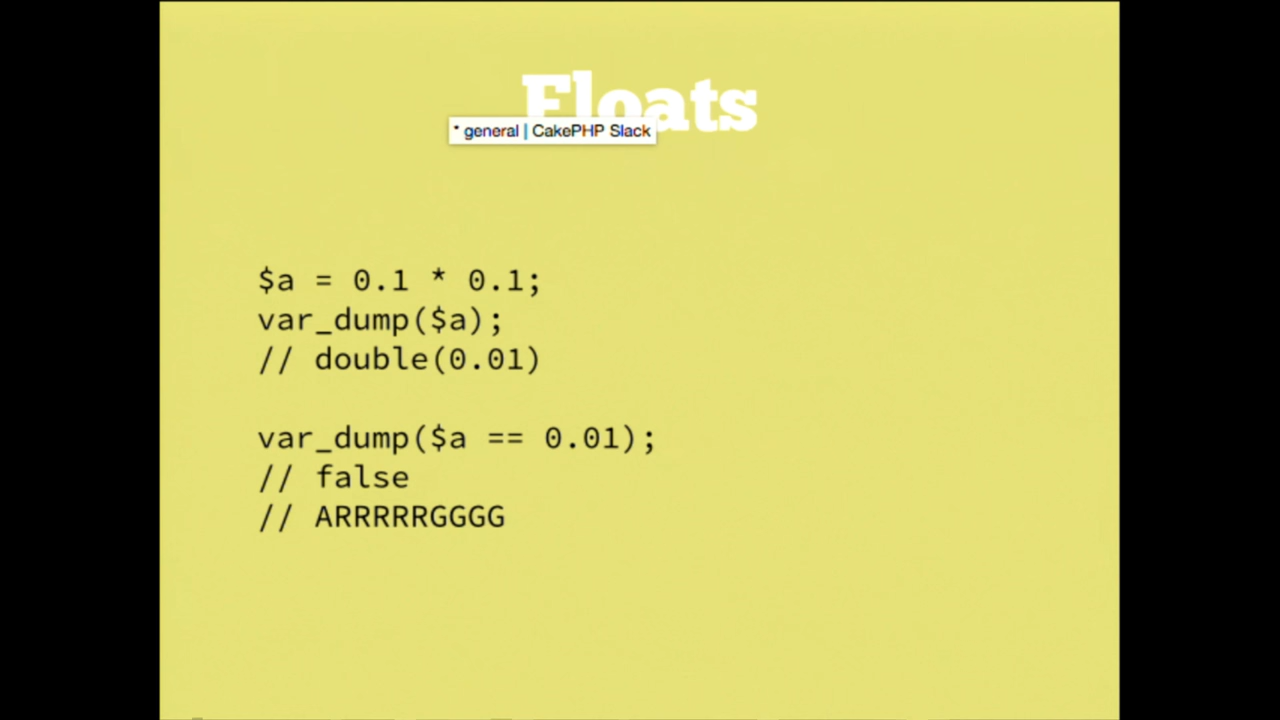 Floats
* general | CakePHP Slack
$a = 0.1 * 0.1;
var_dump($a);
// double(0.01)
var_dump($a == 0.01);
// false
// ARRRRRGGGG